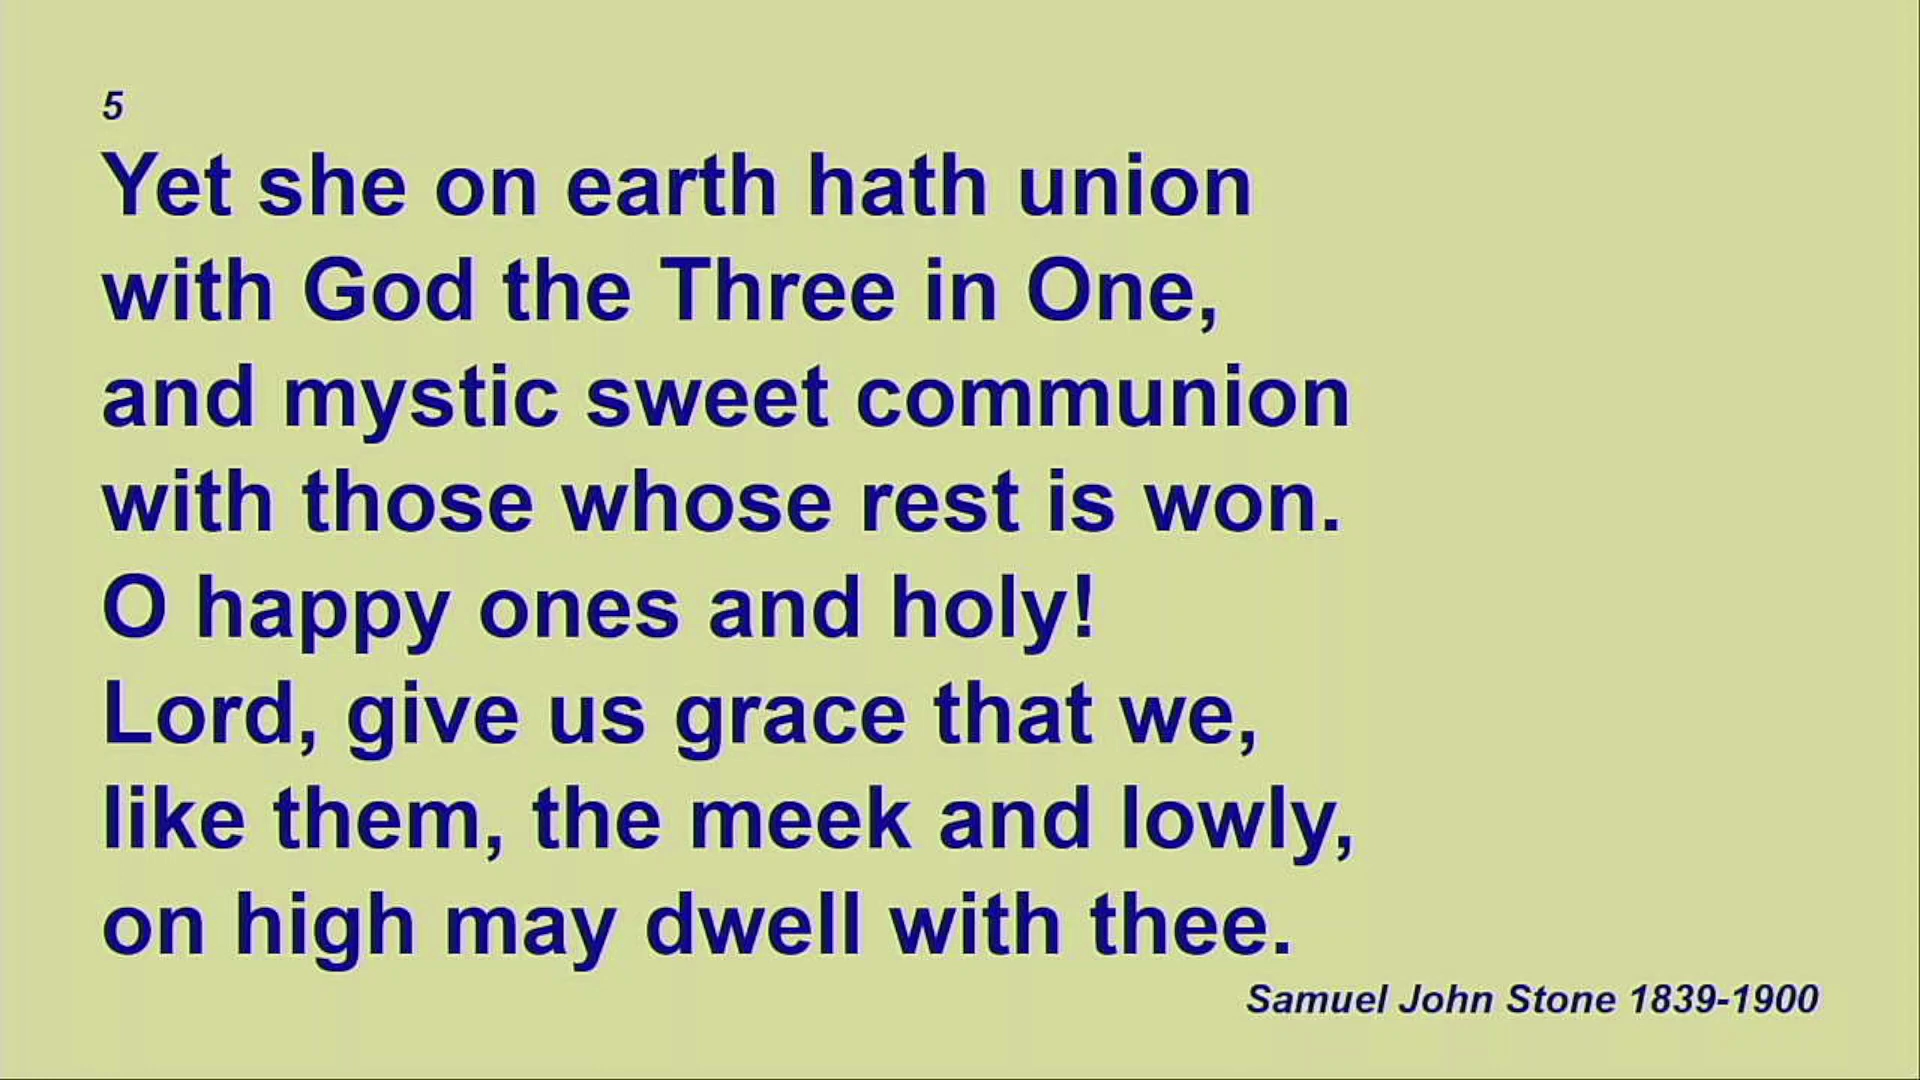 5
Yet she on earth hath union
with God the Three in One,
and mystic sweet communion
with those whose rest is won.
O happy ones and holy!
Lord, give us grace that we,
like them, the meek and lowly,
on high may dwell with thee.
Samuel John Stone 1839-1900